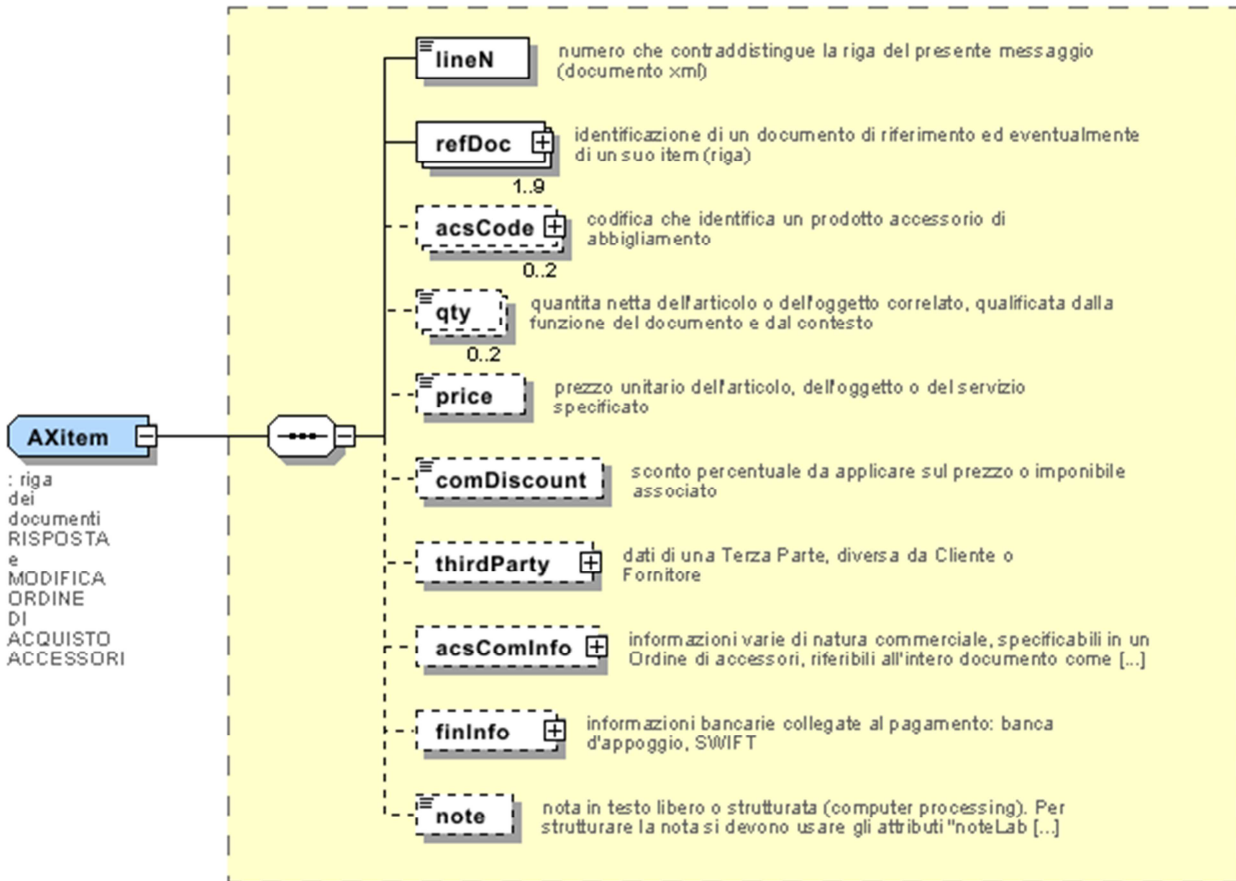 lineN
numero che contraddistingue la riga del presente messaggio
(documento xml)
refDoc
1..9
identificazione di un documento di riferimento ed eventualmente
di un suo item (riga)
acsCode
0..2
codifica che identifica un prodotto accessorio di
abbigliamento
qty
0..2
quantita netta dell'articolo o dell'oggetto correlato, qualificata dalla
funzione del documento e dal contesto
price
prezzo unitario dell'articolo, dell'oggetto o del servizio
specificato
AXitem
: riga
dei
documenti
RISPOSTA
e
MODIFICA
ORDINE
DI
ACQUISTO
ACCESSORI
comDiscount
sconto percentuale da applicare sul prezzo o imponibile
associato
thirdParty
dati di una Terza Parte, diversa da Cliente o
Fornitore
acsComInfo
informazioni varie di natura commerciale, specificabili in un
Ordine di accessori, riferibili all'intero documento come [...]
finInfo
informazioni bancarie collegate al pagamento: banca
d'appoggio, SWIFT
note
nota in testo libero o strutturata (computer processing). Per
strutturare la nota si devono usare gli attributi "noteLab [...]